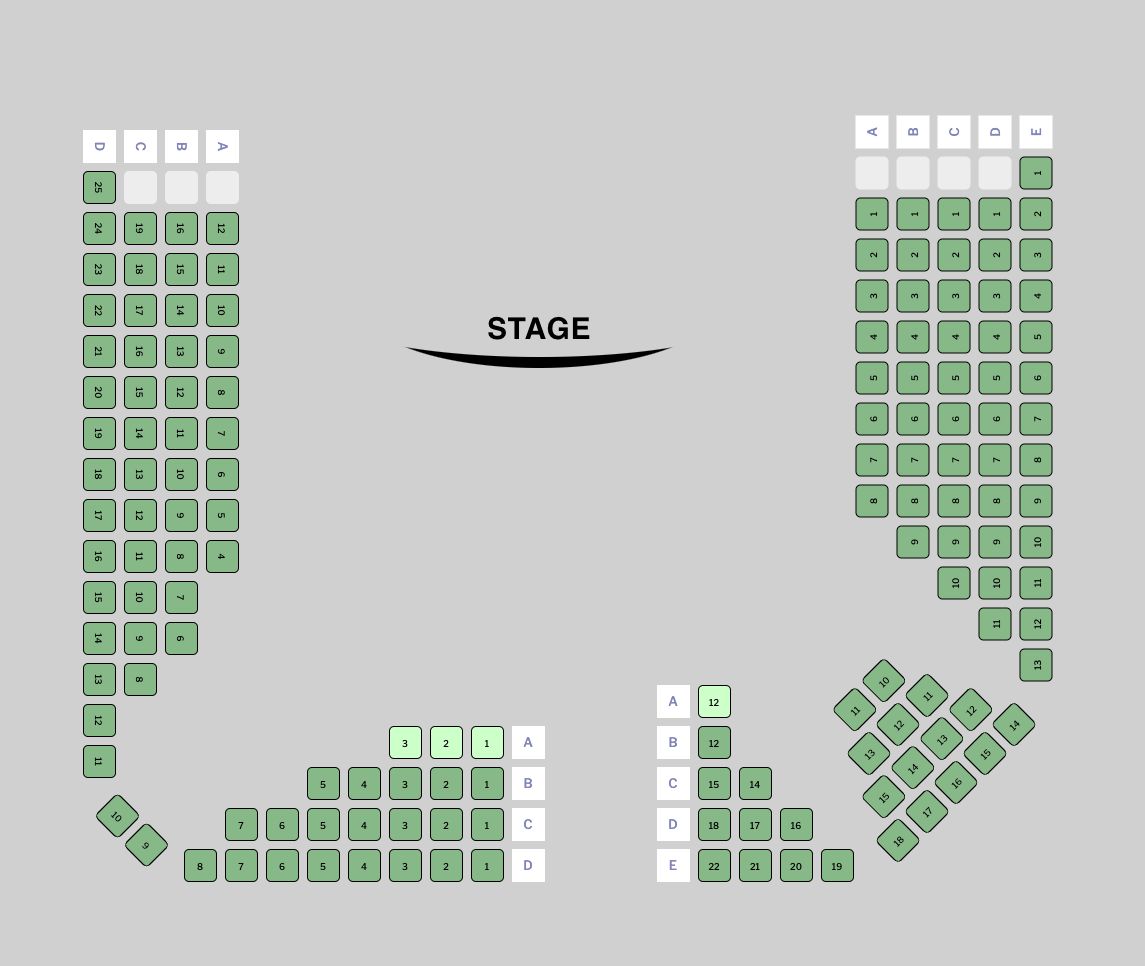 A B C D E
D C B A
1
25
1 1 1 1 2
24 19 16 12
2 2 2 2 3
23 18 15 11
3 3 3 3 4
22 17 14 10
STAGE
4 4 4 4 5
21 16 13 9
5 5 5 5 6
20 15 12 8
6 6 6 6 7
19 14 11 7
7 7 7 7 8
18 13 10 6
8 8 8 8 9
17 12 9 5
9 9 9 10
16 11 8 4
10 10 11
15 10 7
11 12
14 9 6
13
13 8
10 11 12 14
11 12 13 15
13 14 16
15 17
18
12
11
10
9
A 12
3 2 1 A
B 12
5 4 3 2 1 B
C 15 14
7 6 5 4 3 2 1 C
D 18 17 16
8 7 6 5 4 3 2 1 D
E 22 21 20 19